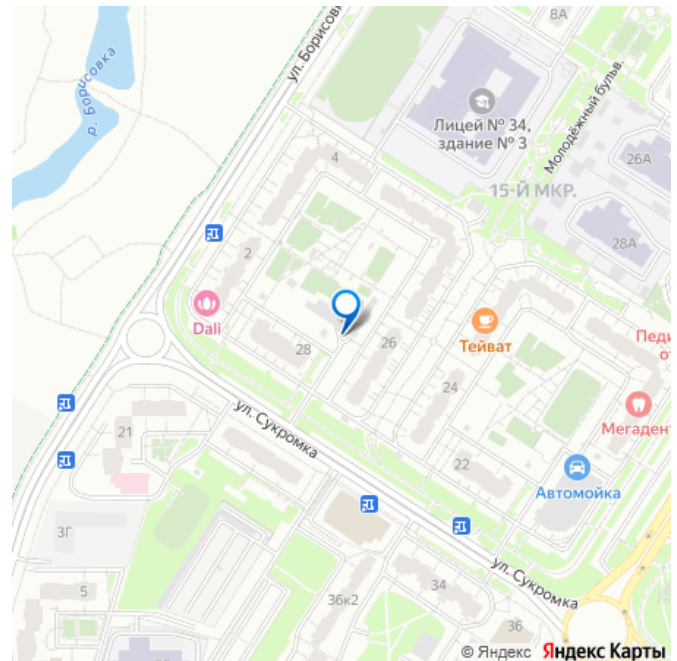 8А
ул. Борисовка
р. Борисовка
Лицей № 34,
здание № 3
Молодёжный бульв.
26А
4
15-Й МКР.
28А
2
Dali
28
26
Тейват
Педи
от
24
Мегадент
21
ул. Сукромка
22
Автомойка
3Г
ул. Сукромка
5
34
36к2
36
© Яндекс Яндекс Карты